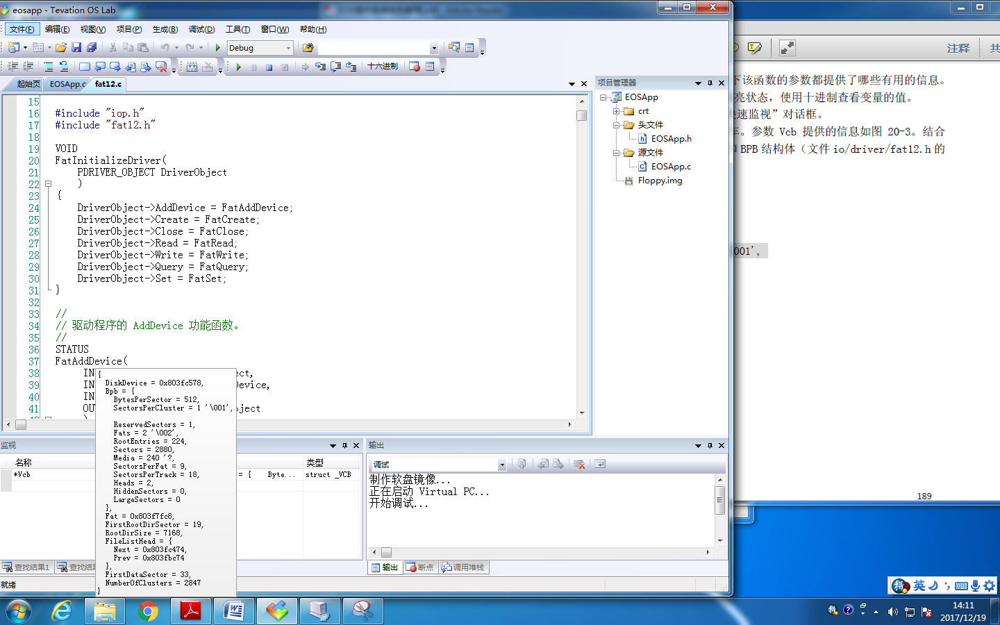 eosapp - Tevation OS Lab
文件(F) 编辑(E) 视图(V) 项目(P) 生成(B) 调试(D) 工具(T) 窗口(W) 帮助(H)
Debug
十六进制
起始页 EOSApp.c fat12.c
15
16 #include "iop.h"
17 #include "fat12.h"
18
19 VOID
20 FatInitializeDriver(
21 PDRIVER_OBJECT DriverObject
22 )
23 {
24 DriverObject->AddDevice = FatAddDevice;
25 DriverObject->Create = FatCreate;
26 DriverObject->Close = FatClose;
27 DriverObject->Read = FatRead;
28 DriverObject->Write = FatWrite;
29 DriverObject->Query = FatQuery;
30 DriverObject->Set = FatSet;
31 }
32
33 //
34 // 驱动程序的 AddDevice 功能函数。
35 //
36 STATUS
37 FatAddDevice(
38 IN ject,
39 IN Device,
40 IN
41 OU bject
{
DiskDevice = 0x803fc578,
Bpb = {
BytesPerSector = 512,
SectorsPerCluster = 1 '\001',
ReservedSectors = 1,
Fats = 2 '\002',
RootEntries = 224,
Sectors = 2880,
Media = 240 '?,
SectorsPerFat = 9,
SectorsPerTrack = 18,
Heads = 2,
HiddenSectors = 0,
LargeSectors = 0
},
Fat = 0x803f7fc8,
FirstRootDirSector = 19,
RootDirSize = 7168,
FileListHead = {
Next = 0x803fc474,
Prev = 0x803fbc74
},
FirstDataSector = 33,
NumberOfClusters = 2847
}
项目管理器
EOSApp
crt
头文件
EOSApp.h
源文件
EOSApp.c
Floppy.img
监视
名称 类型
*Vcb = { Byte... struct _VCB
查找结果1 查找结果
就绪
输出
调试
制作软盘镜像...
正在启动 Virtual PC...
开始调试...
输出 断点 调用堆栈
注释 共
下该函数的参数都提供了哪些有用的信息。
亮状态，使用十进制查看变量的值。
速监视”对话框。
车。参数 Vcb 提供的信息如图 20-3。结合
BPB 结构体（文件 io/driver/fat12.h 的
001',
189
英
14:11
2017/12/19